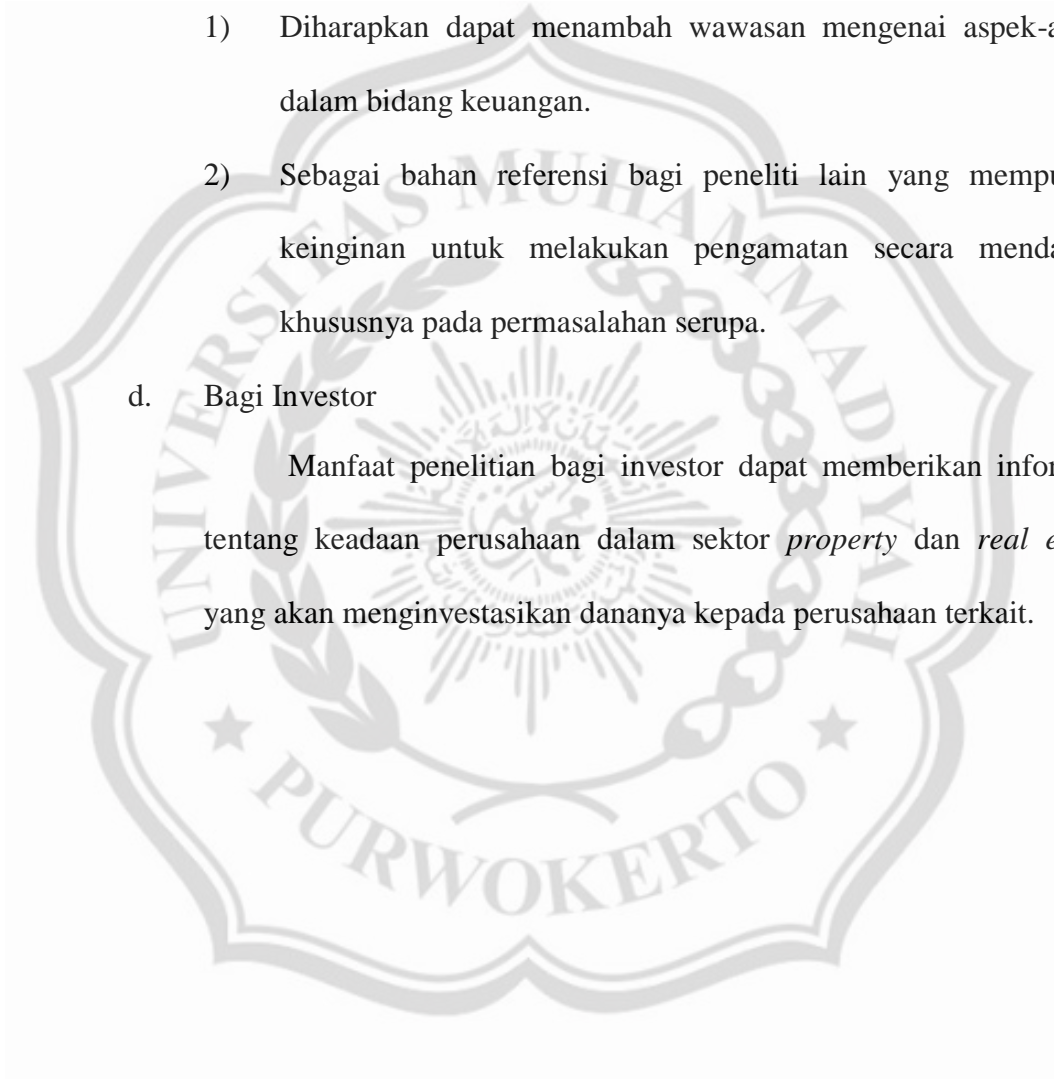 1) Diharapkan dapat menambah wawasan mengenai aspek-a
dalam bidang keuangan.
2) Sebagai bahan referensi bagi peneliti lain yang mempu
keinginan untuk melakukan pengamatan secara menda
khususnya pada permasalahan serupa.
d. Bagi Investor
Manfaat penelitian bagi investor dapat memberikan infor
tentang keadaan perusahaan dalam sektor property dan real e
yang akan menginvestasikan dananya kepada perusahaan terkait.
UNIVERSITAS MUHAMMADIYAH
PURWOKERTO